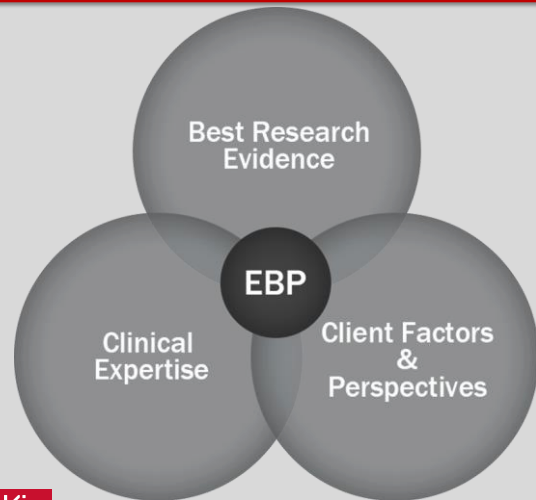 Best Research
Evidence
EBP
Clinical
Expertise
Client Factors
&
Perspectives